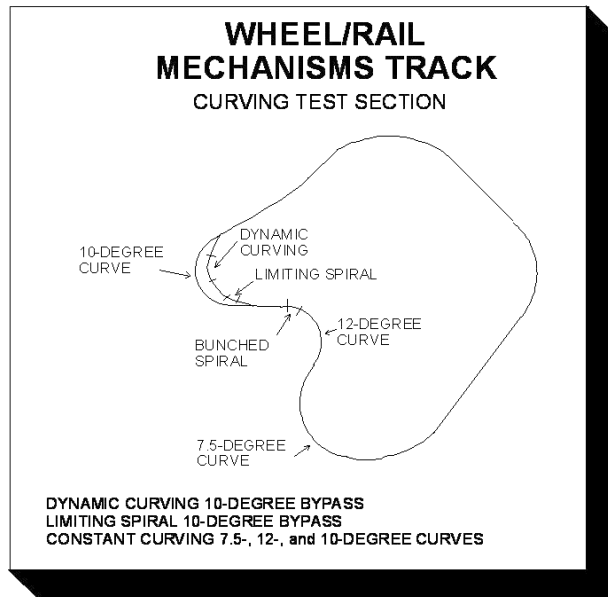 WHEEL/RAIL
MECHANISMS TRACK
CURVING TEST SECTION
DYNAMIC
CURVING
10-DEGREE
CURVE
LIMITING SPIRAL
12-DEGREE
CURVE
BUNCHED
SPIRAL
7.5-DEGREE
CURVE
DYNAMIC CURVING 10-DEGREE BYPASS
LIMITING SPIRAL 10-DEGREE BYPASS
CONSTANT CURVING 7.5-, 12-, and 10-DEGREE CURVES